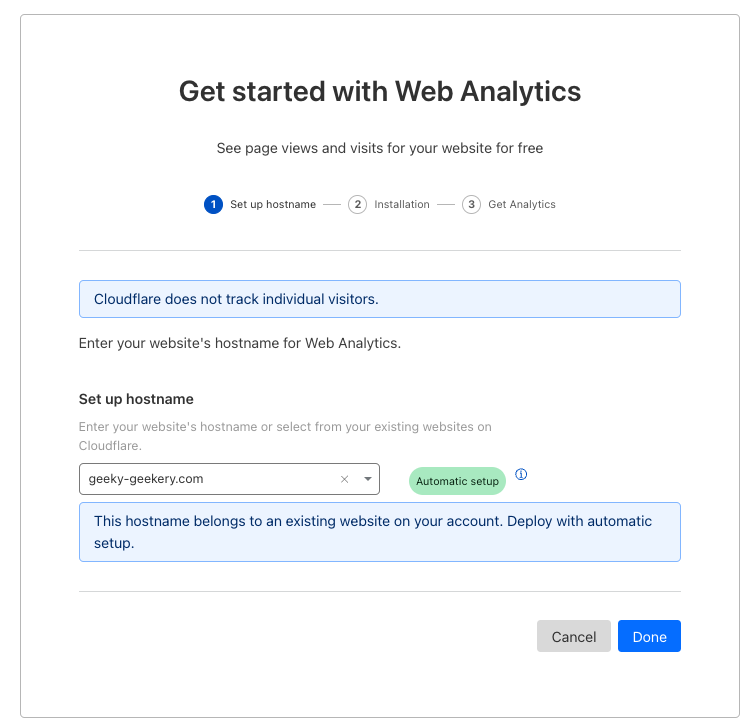 Get started with Web Analytics
See page views and visits for your website for free
1 Set up hostname 2 Installation 3 Get Analytics
Cloudflare does not track individual visitors.
Enter your website's hostname for Web Analytics.
Set up hostname
Enter your website's hostname or select from your existing websites on
Cloudflare.
geeky-geekery.com
Automatic setup
This hostname belongs to an existing website on your account. Deploy with automatic
setup.
Cancel Done